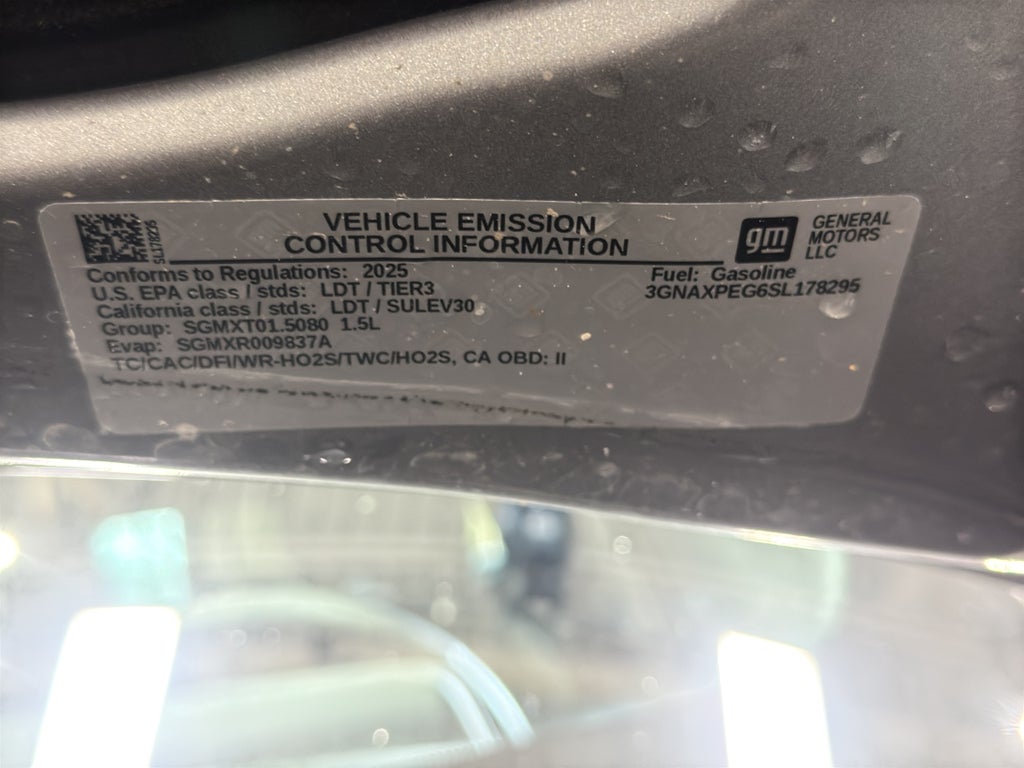 SL178295
VEHICLE EMISSION
CONTROL INFORMATION
gm
GENERAL
MOTORS
LLC
Conforms to Regulations: 2025
U.S. EPA class / stds: LDT / TIER3
California class / stds: LDT / SULEV30
Group: SGMXT01.5080 1.5L
Evap: SGMXR009837A
TC/CAC/DFI/WR-HO2S/TWC/HO2S, CA OBD: II
Fuel: Gasoline
3GNAXPEG6SL178295